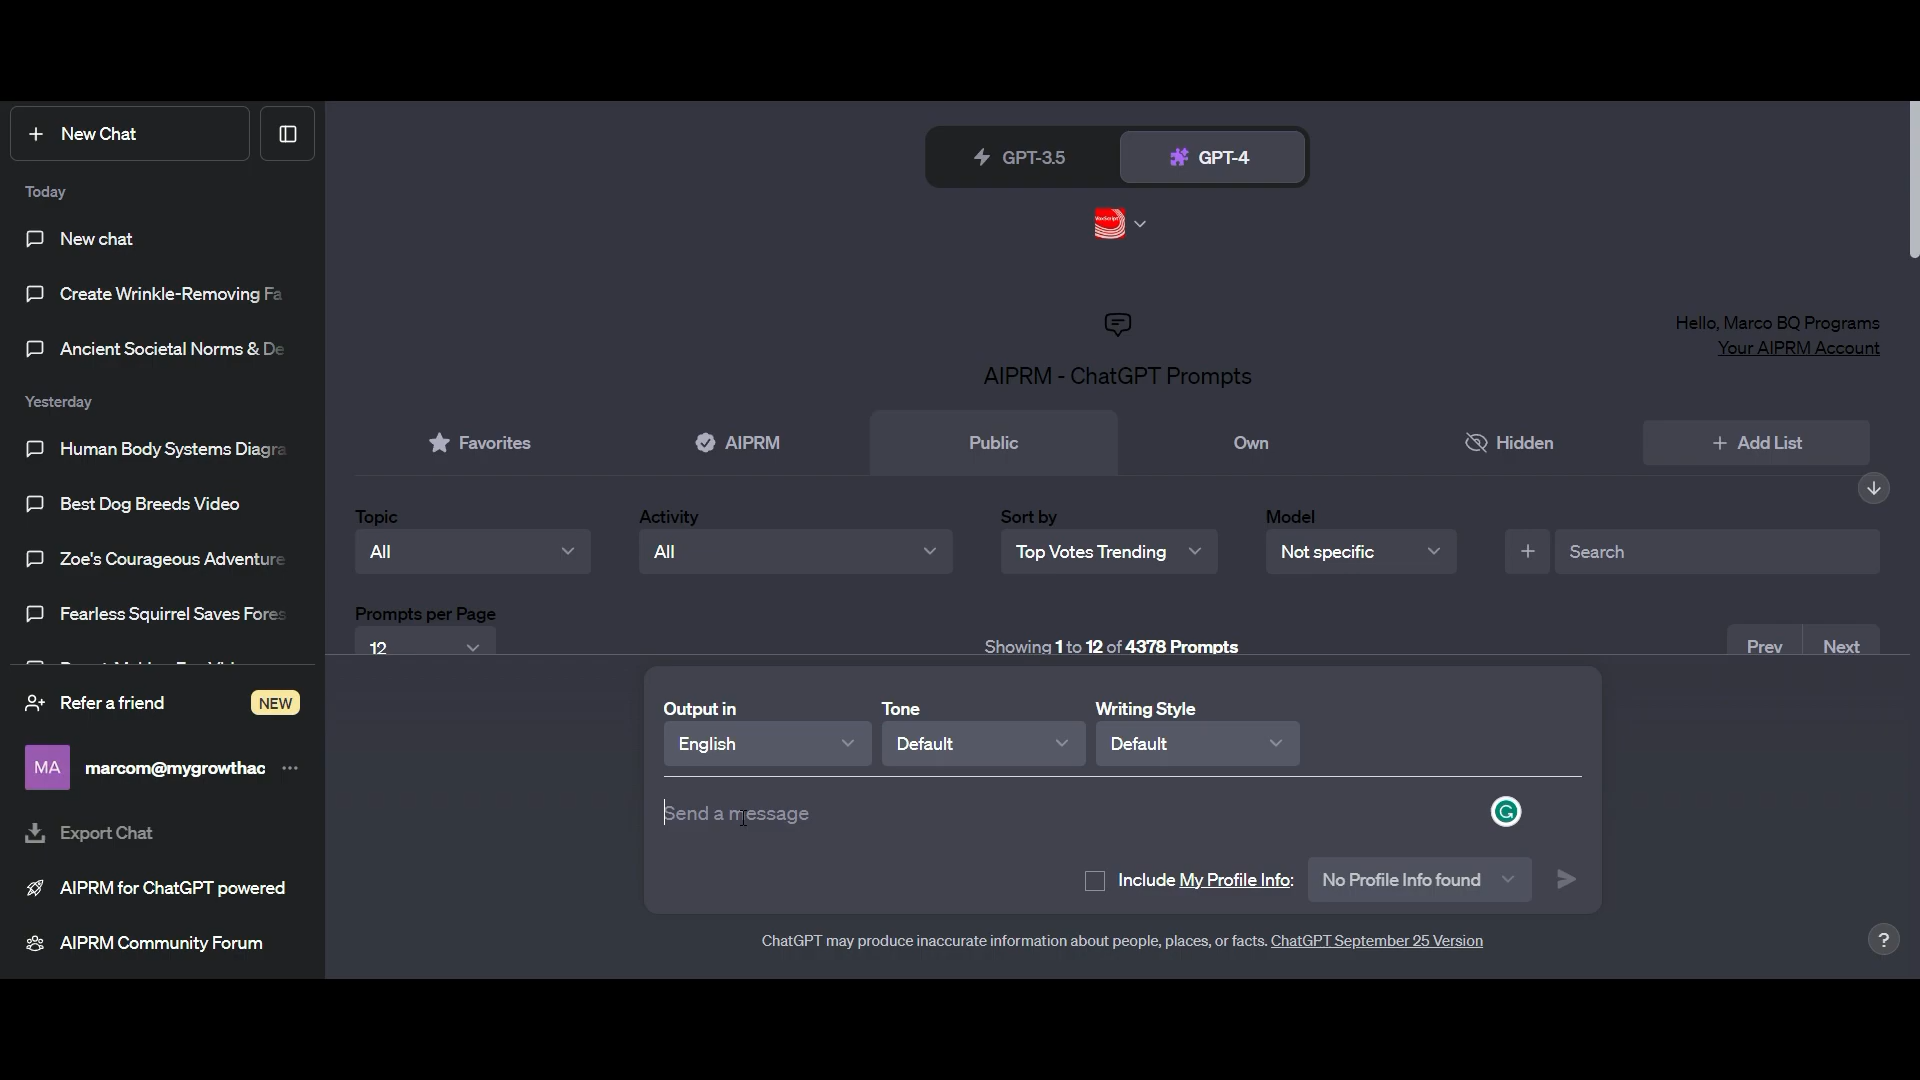 New Chat
Today
New chat
Create Wrinkle-Removing Fa
Ancient Societal Norms & De
Yesterday
Human Body Systems Diagra
Best Dog Breeds Video
Zoe's Courageous Adventure
Fearless Squirrel Saves Fores
Refer a friend NEW
MA marcom@mygrowthac
Export Chat
AIPRM for ChatGPT powered
AIPRM Community Forum
GPT-3.5 GPT-4
Hello, Marco BQ Programs
Your AIPRM Account
AIPRM - ChatGPT Prompts
Favorites AIPRM Public Own Hidden + Add List
Topic Activity Sort by Model
All All Top Votes Trending Not specific + Search
Prompts per Page
12 Showing 1 to 12 of 4378 Prompts Prev Next
Output in Tone Writing Style
English Default Default
Send a message
Include My Profile Info: No Profile Info found
ChatGPT may produce inaccurate information about people, places, or facts. ChatGPT September 25 Version
?